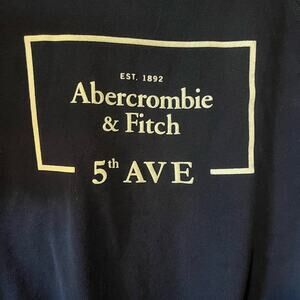 EST. 1892
Abercrombie
& Fitch
5th AVE